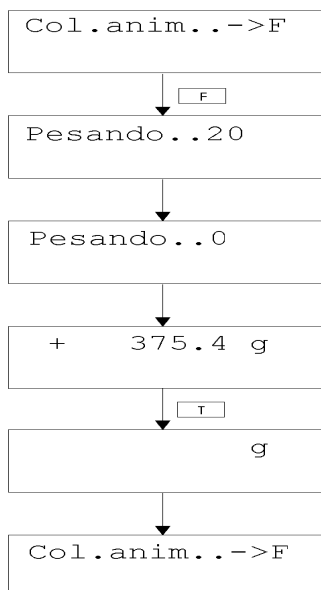 Col.anim..->F
F
Pesando..20
Pesando..0
+ 375.4 g
T
g
Col.anim..->F